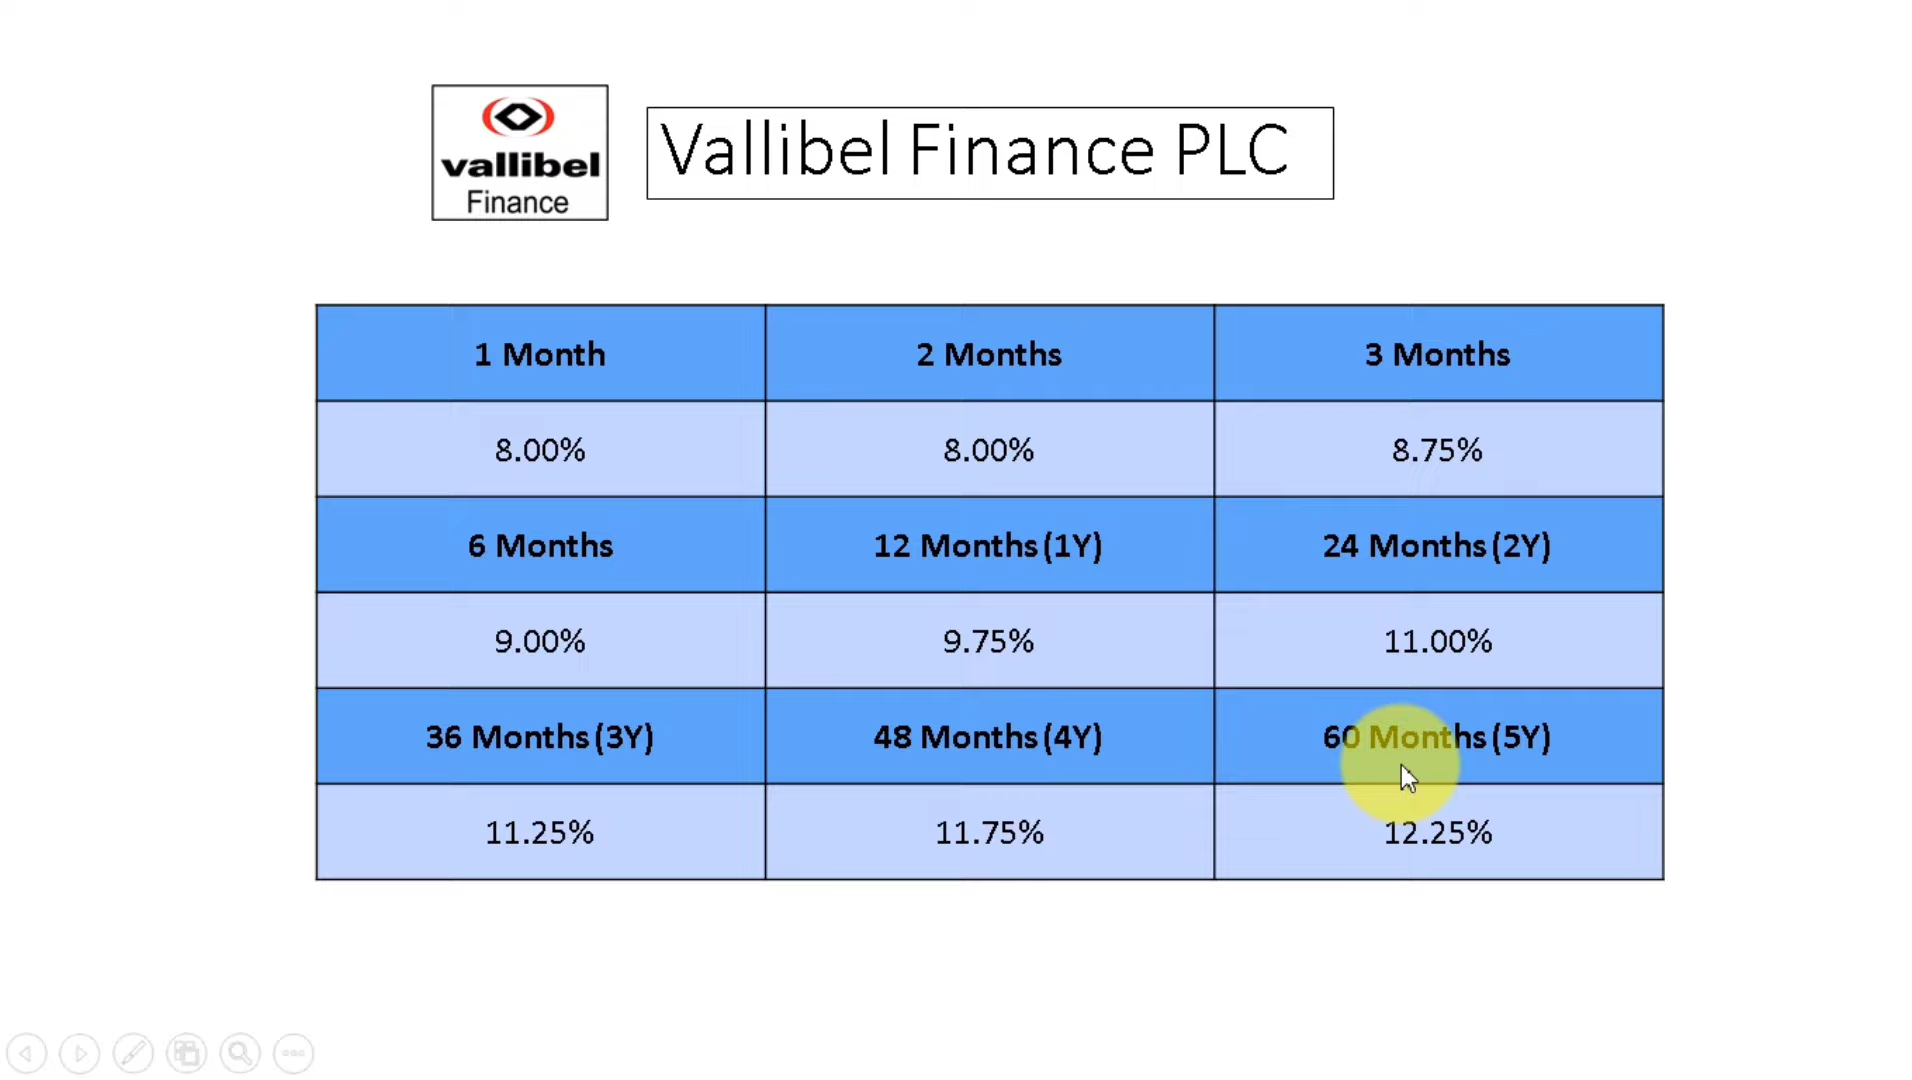 vallibel
Finance
Vallibel Finance PLC
1 Month 2 Months 3 Months
8.00% 8.00% 8.75%
6 Months 12 Months (1Y) 24 Months (2Y)
9.00% 9.75% 11.00%
36 Months (3Y) 48 Months (4Y) 60 Months (5Y)
11.25% 11.75% 12.25%